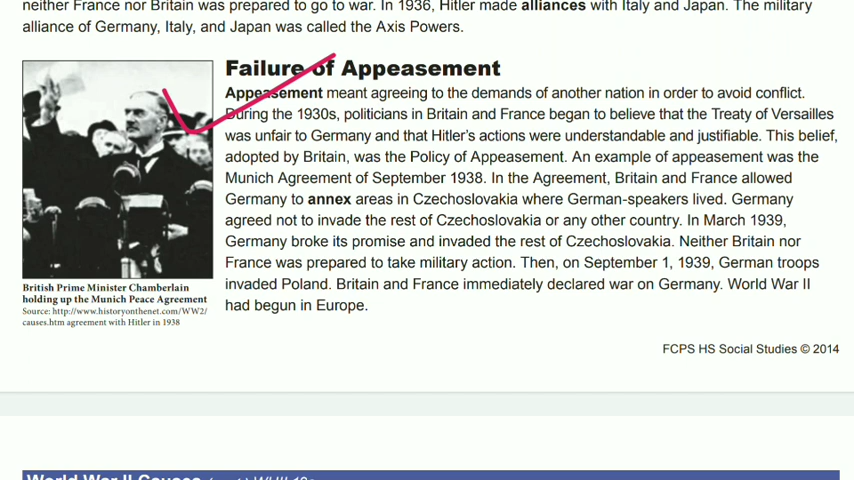 neither France nor Britain was prepared to go to war. In 1936, Hitler made alliances with Italy and Japan. The military
alliance of Germany, Italy, and Japan was called the Axis Powers.
Failure of Appeasement
Appeasement meant agreeing to the demands of another nation in order to avoid conflict.
During the 1930s, politicians in Britain and France began to believe that the Treaty of Versailles
was unfair to Germany and that Hitler's actions were understandable and justifiable. This belief,
adopted by Britain, was the Policy of Appeasement. An example of appeasement was the
Munich Agreement of September 1938. In the Agreement, Britain and France allowed
Germany to annex areas in Czechoslovakia where German-speakers lived. Germany
agreed not to invade the rest of Czechoslovakia or any other country. In March 1939,
Germany broke its promise and invaded the rest of Czechoslovakia. Neither Britain nor
France was prepared to take military action. Then, on September 1, 1939, German troops
invaded Poland. Britain and France immediately declared war on Germany. World War II
had begun in Europe.
British Prime Minister Chamberlain
holding up the Munich Peace Agreement
Source: http://www.historyonthenet.com/WW2/
causes.htm agreement with Hitler in 1938
FCPS HS Social Studies © 2014
World War II Causes